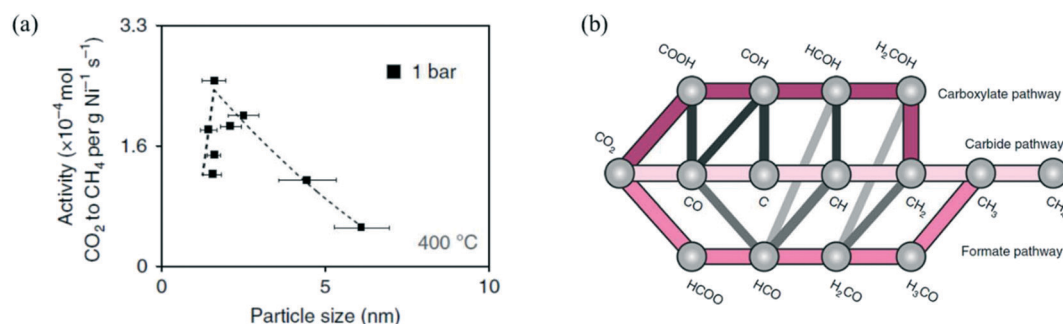 (a)
3.3
1.6
0
Activity (×10⁻⁴ mol
CO₂ to CH₄ per g Ni⁻¹ s⁻¹)
1 bar
400 °C
0
5
10
Particle size (nm)
(b)
COOH
COH
HCOH
H₂COH
Carboxylate pathway
CO₂
Carbide pathway
CO
C
CH
CH₂
CH₃
Formate pathway
HCOO
HCO
H₂CO
H₃CO